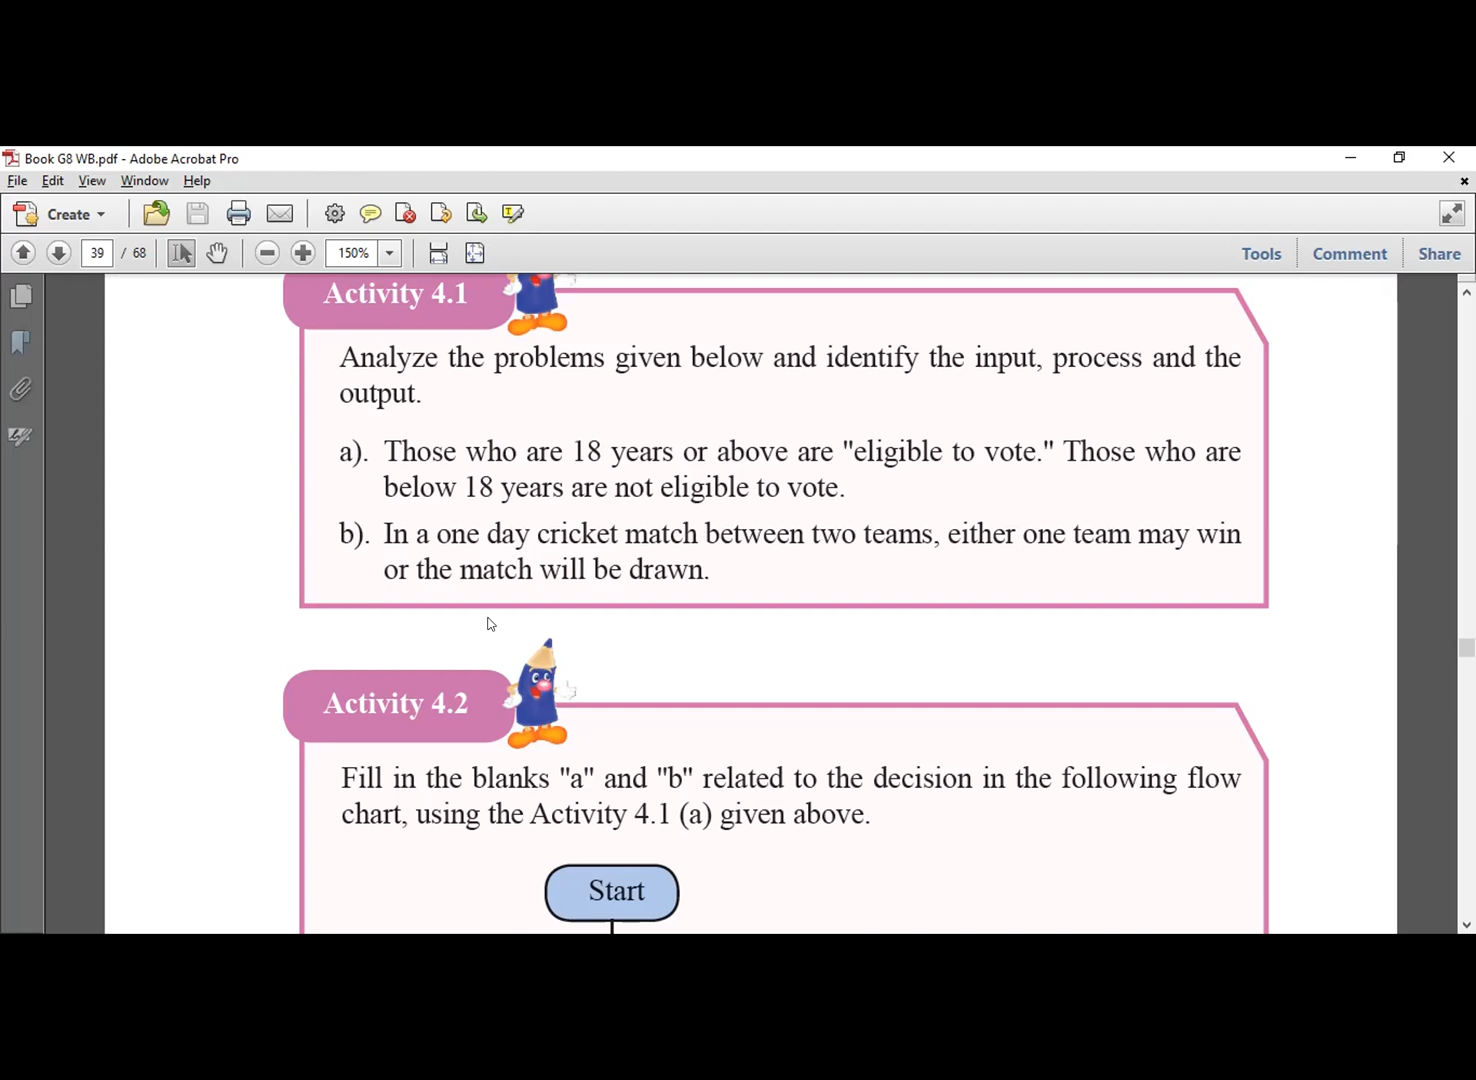 Book G8 WB.pdf - Adobe Acrobat Pro
File Edit View Window Help
Create
39 / 68 150% Tools Comment Share
Activity 4.1
Analyze the problems given below and identify the input, process and the
output.
a). Those who are 18 years or above are "eligible to vote." Those who are
below 18 years are not eligible to vote.
b). In a one day cricket match between two teams, either one team may win
or the match will be drawn.
Activity 4.2
Fill in the blanks "a" and "b" related to the decision in the following flow
chart, using the Activity 4.1 (a) given above.
Start